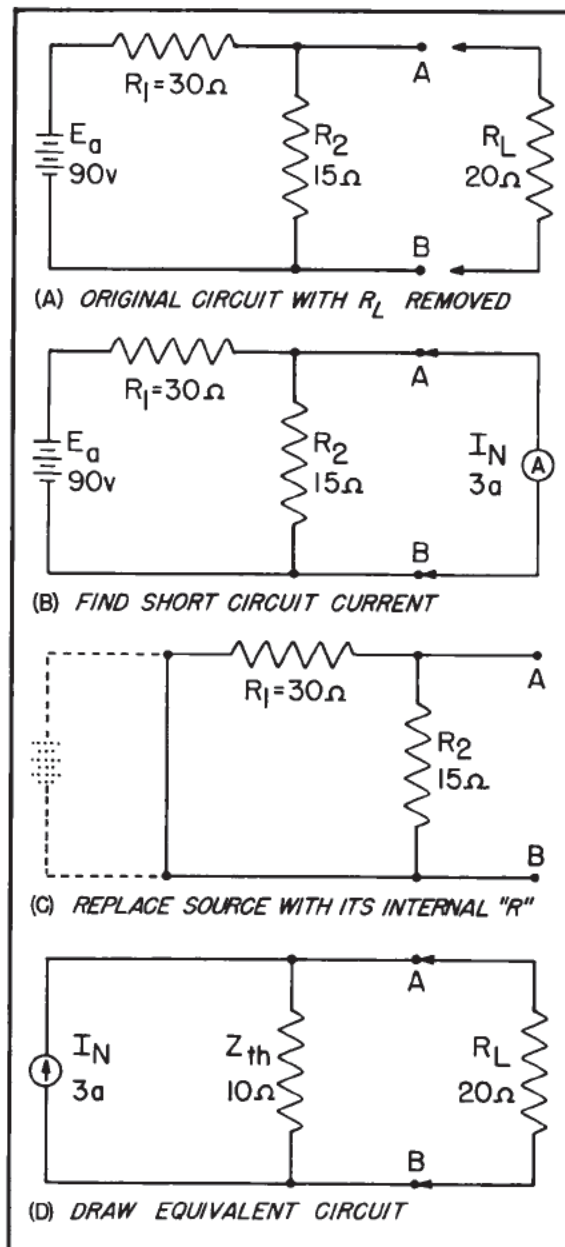 R1 = 30Ω
A
Ea
90v
R2
15Ω
RL
20Ω
B
(A) ORIGINAL CIRCUIT WITH RL REMOVED
R1 = 30Ω
A
Ea
90v
R2
15Ω
IN
3a
A
B
(B) FIND SHORT CIRCUIT CURRENT
R1 = 30Ω
A
R2
15Ω
B
(C) REPLACE SOURCE WITH ITS INTERNAL "R"
A
IN
3a
Zth
10Ω
RL
20Ω
B
(D) DRAW EQUIVALENT CIRCUIT